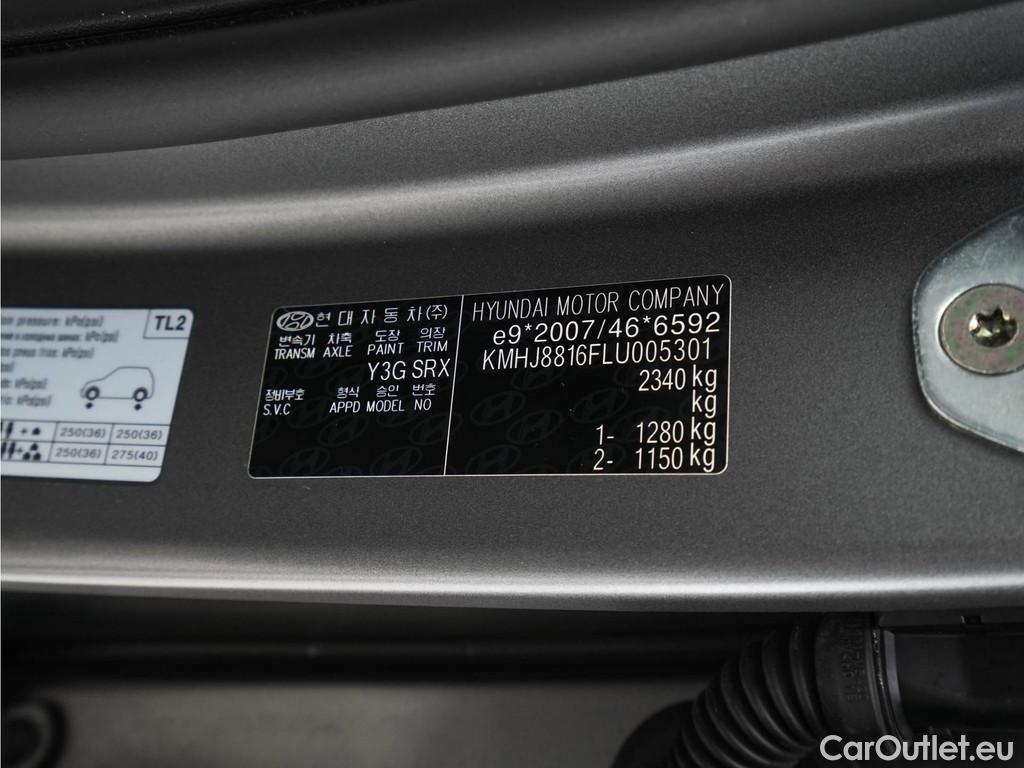 TL2
250(36) 250(36)
250(36) 275(40)
현대자동차(주)
변속기 차축 도장 의장
TRANSM AXLE PAINT TRIM
Y3G SRX
정비부호 형식 승인 번호
S.V.C APPD MODEL NO
HYUNDAI MOTOR COMPANY
e9*2007/46*6592
KMHJ8816FLU005301
2340 kg
kg
1- 1280 kg
2- 1150 kg
CarOutlet.eu